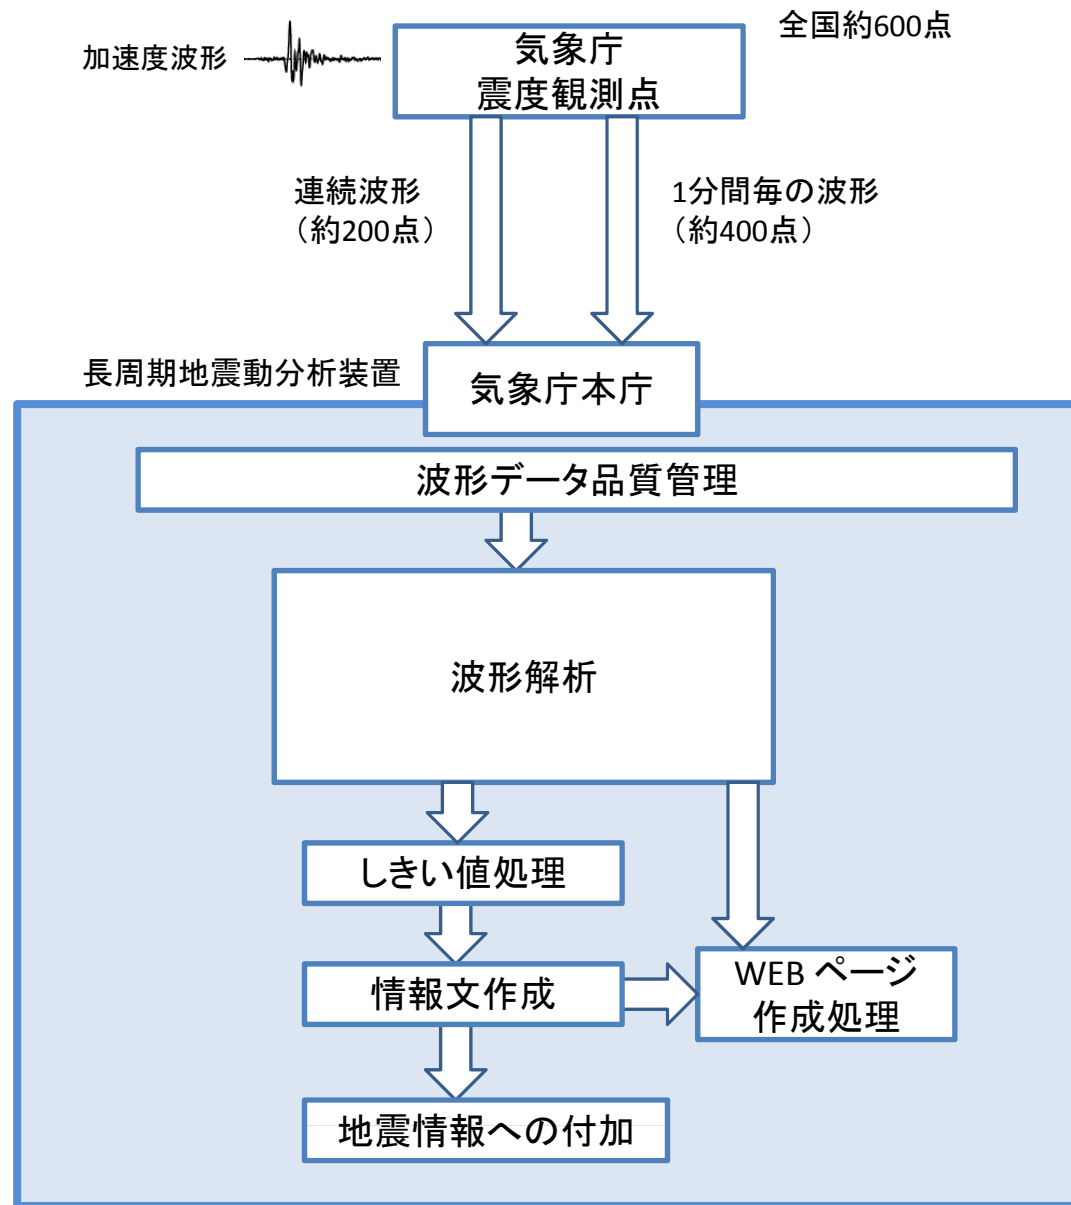 全国約600点
加速度波形
気象庁
震度観測点
連続波形
（約200点）
1分間毎の波形
（約400点）
長周期地震動分析装置
気象庁本庁
波形データ品質管理
波形解析
しきい値処理
情報文作成
WEB ページ
作成処理
地震情報への付加